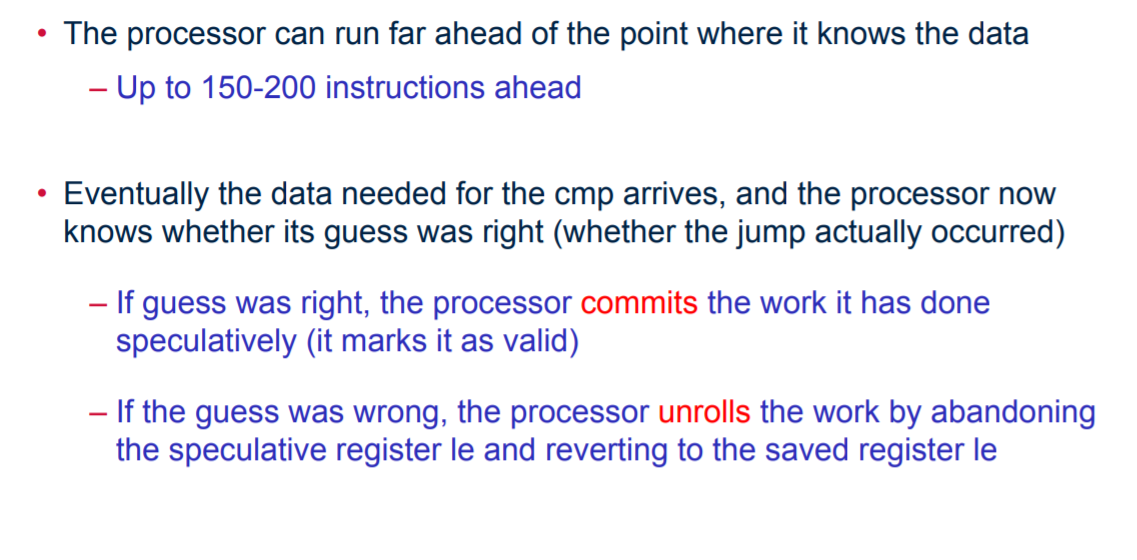 • The processor can run far ahead of the point where it knows the data
– Up to 150-200 instructions ahead
• Eventually the data needed for the cmp arrives, and the processor now
knows whether its guess was right (whether the jump actually occurred)
– If guess was right, the processor commits the work it has done
speculatively (it marks it as valid)
– If the guess was wrong, the processor unrolls the work by abandoning
the speculative register le and reverting to the saved register le